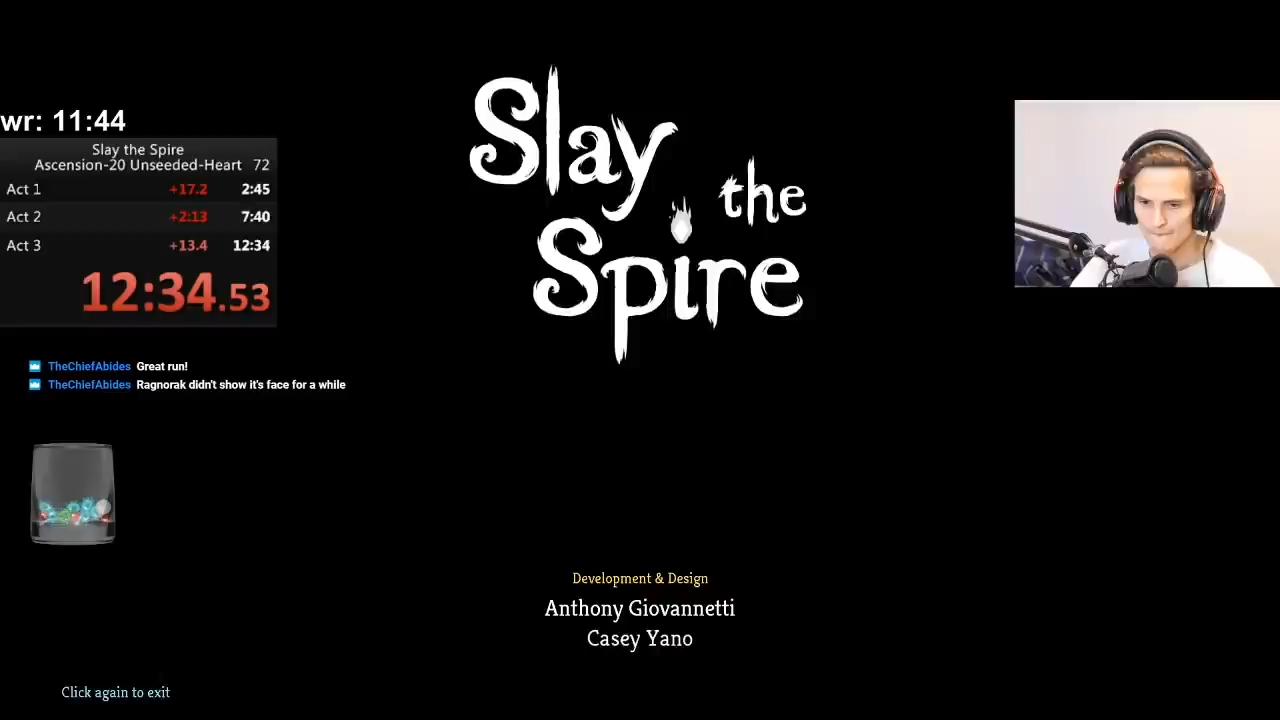 wr: 11:44
Slay the Spire
Ascension-20 Unseeded-Heart 72
Act 1 +17.2 2:45
Act 2 +2:13 7:40
Act 3 +13.4 12:34
12:34.53
TheChiefAbides Great run!
TheChiefAbides Ragnorak didn't show it's face for a while
Slay
the
Spire
Development & Design
Anthony Giovannetti
Casey Yano
Click again to exit